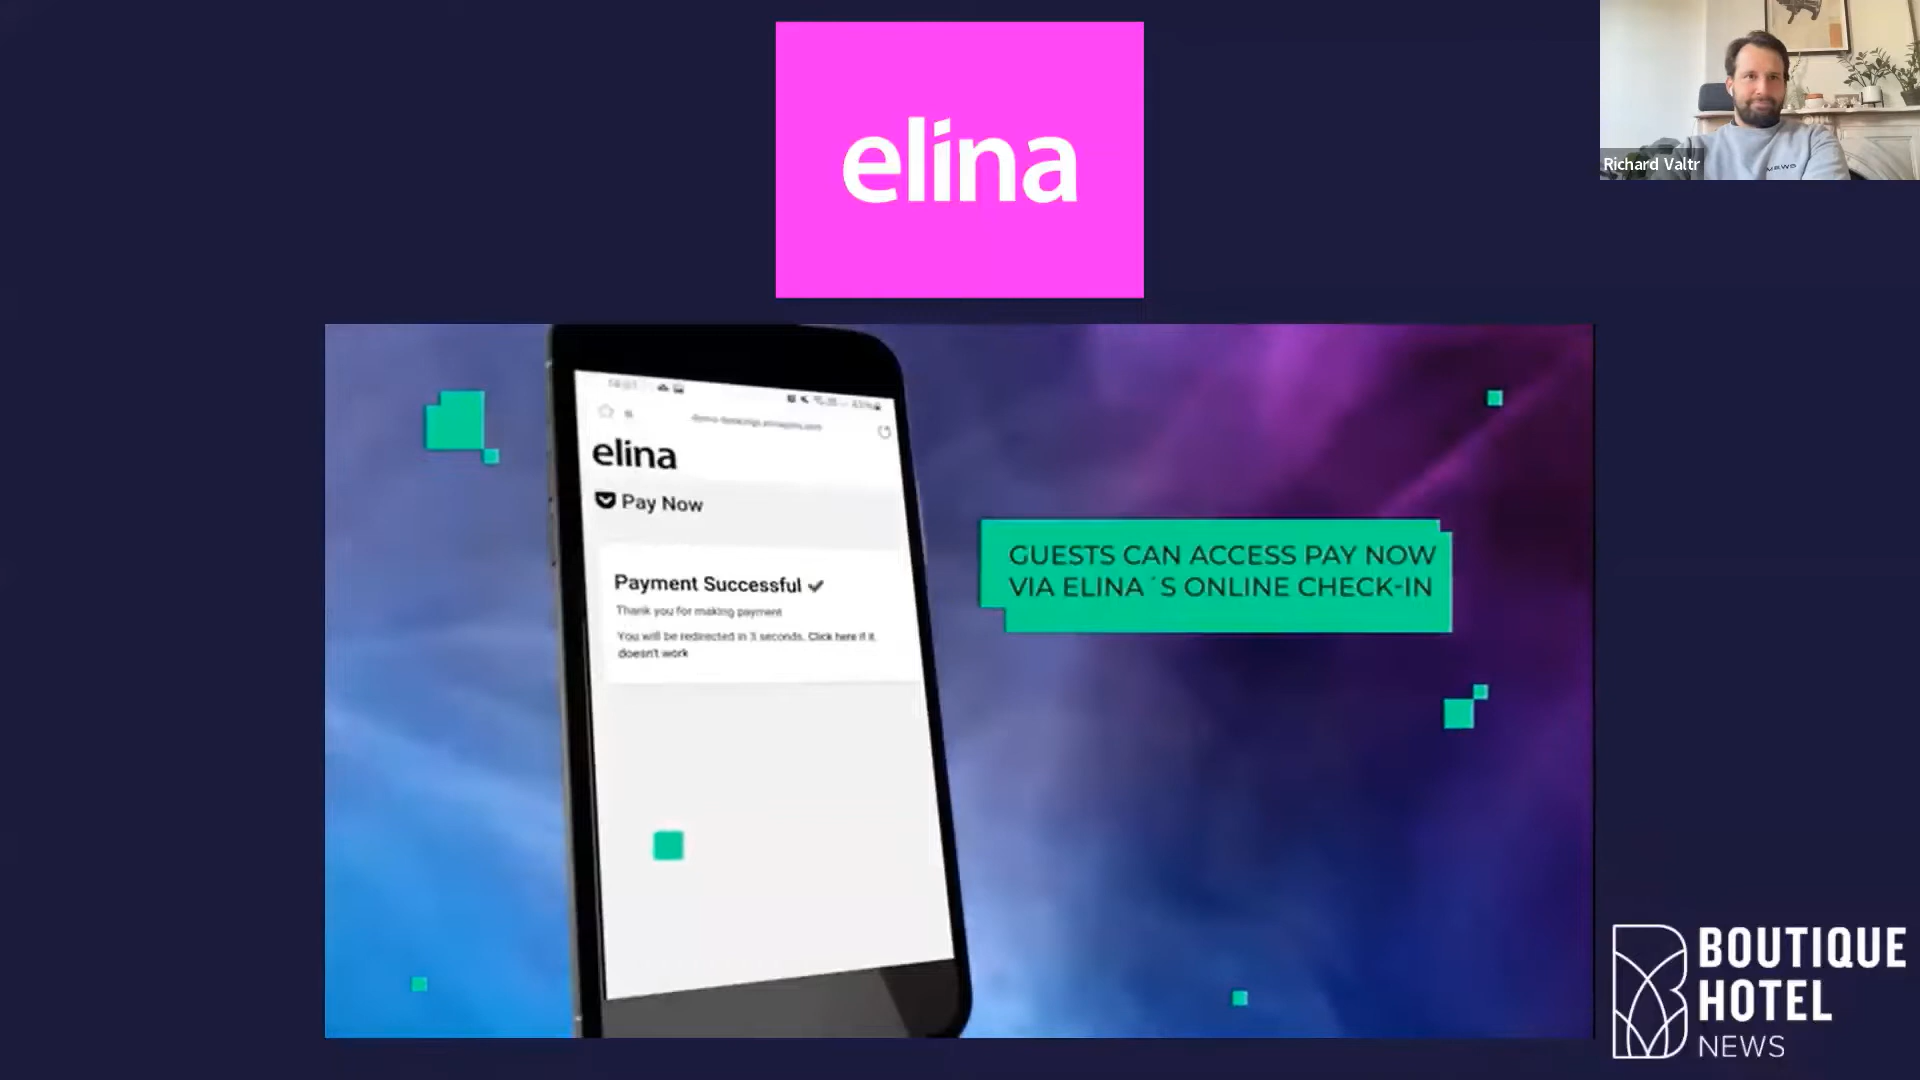 elina
Richard Valtr
MEWS
elina
Pay Now
Payment Successful
Thank you for making payment
You will be redirected in 3 seconds. Click here if it
doesn't work
GUESTS CAN ACCESS PAY NOW
VIA ELINA´S ONLINE CHECK-IN
BOUTIQUE
HOTEL
NEWS